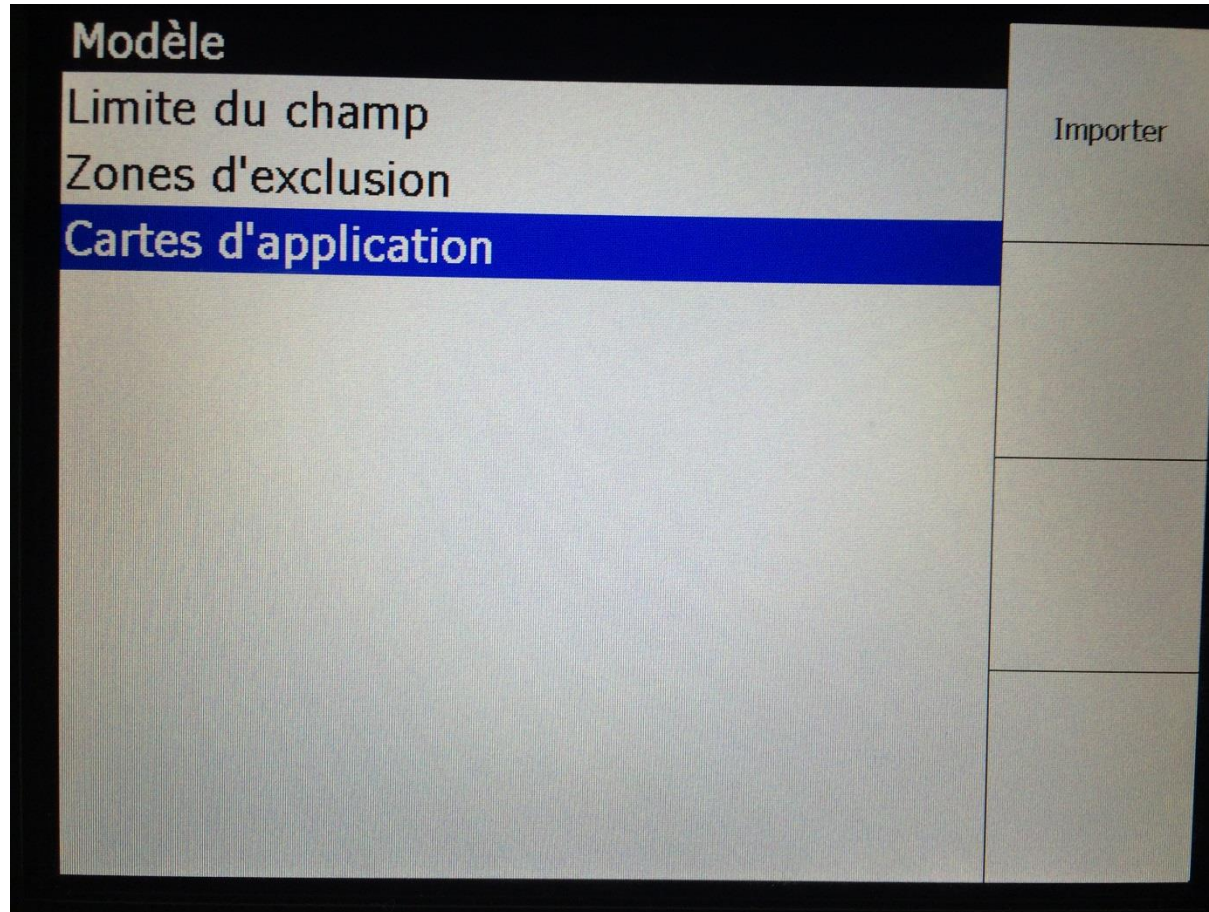 Modèle
Limite du champ
Zones d'exclusion
Cartes d'application
Importer